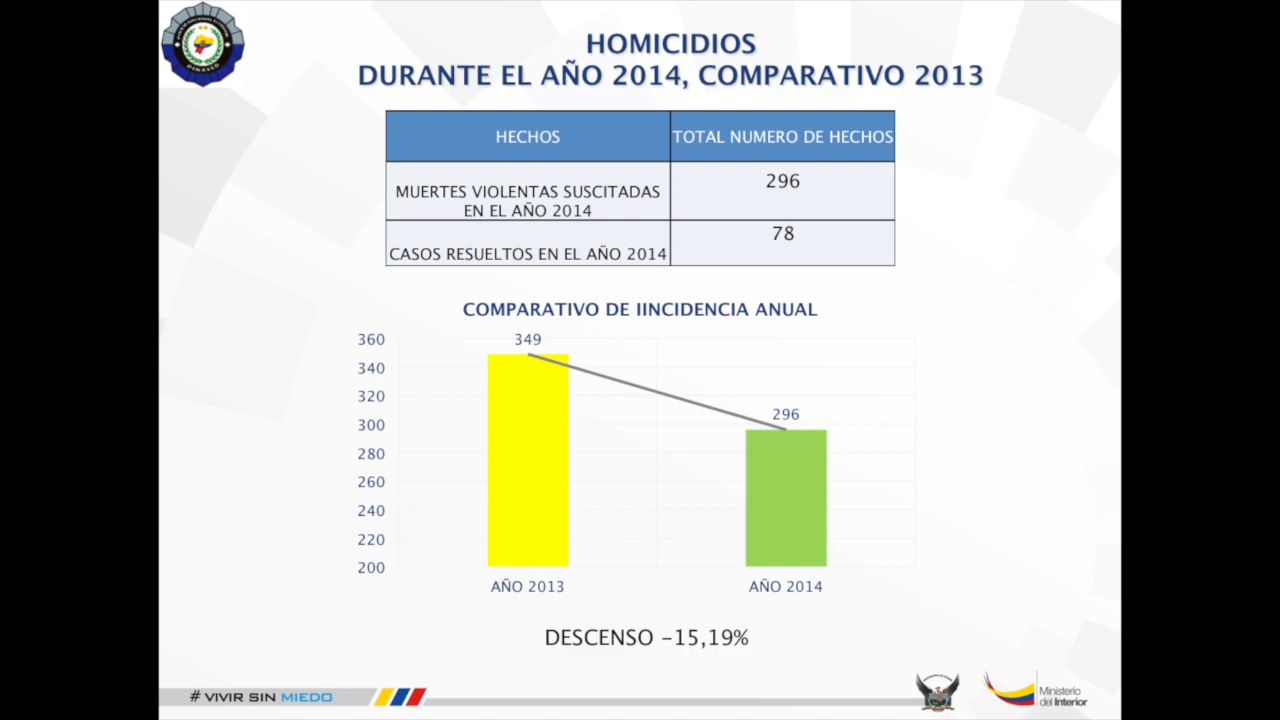 HOMICIDIOS
DURANTE EL AÑO 2014, COMPARATIVO 2013
HECHOS
TOTAL NUMERO DE HECHOS
MUERTES VIOLENTAS SUSCITADAS
EN EL AÑO 2014
296
CASOS RESUELTOS EN EL AÑO 2014
78
COMPARATIVO DE IINCIDENCIA ANUAL
360
340
320
300
280
260
240
220
200
349
296
AÑO 2013
AÑO 2014
DESCENSO -15,19%
# VIVIR SIN MIEDO
Ministerio
del Interior
DINASED